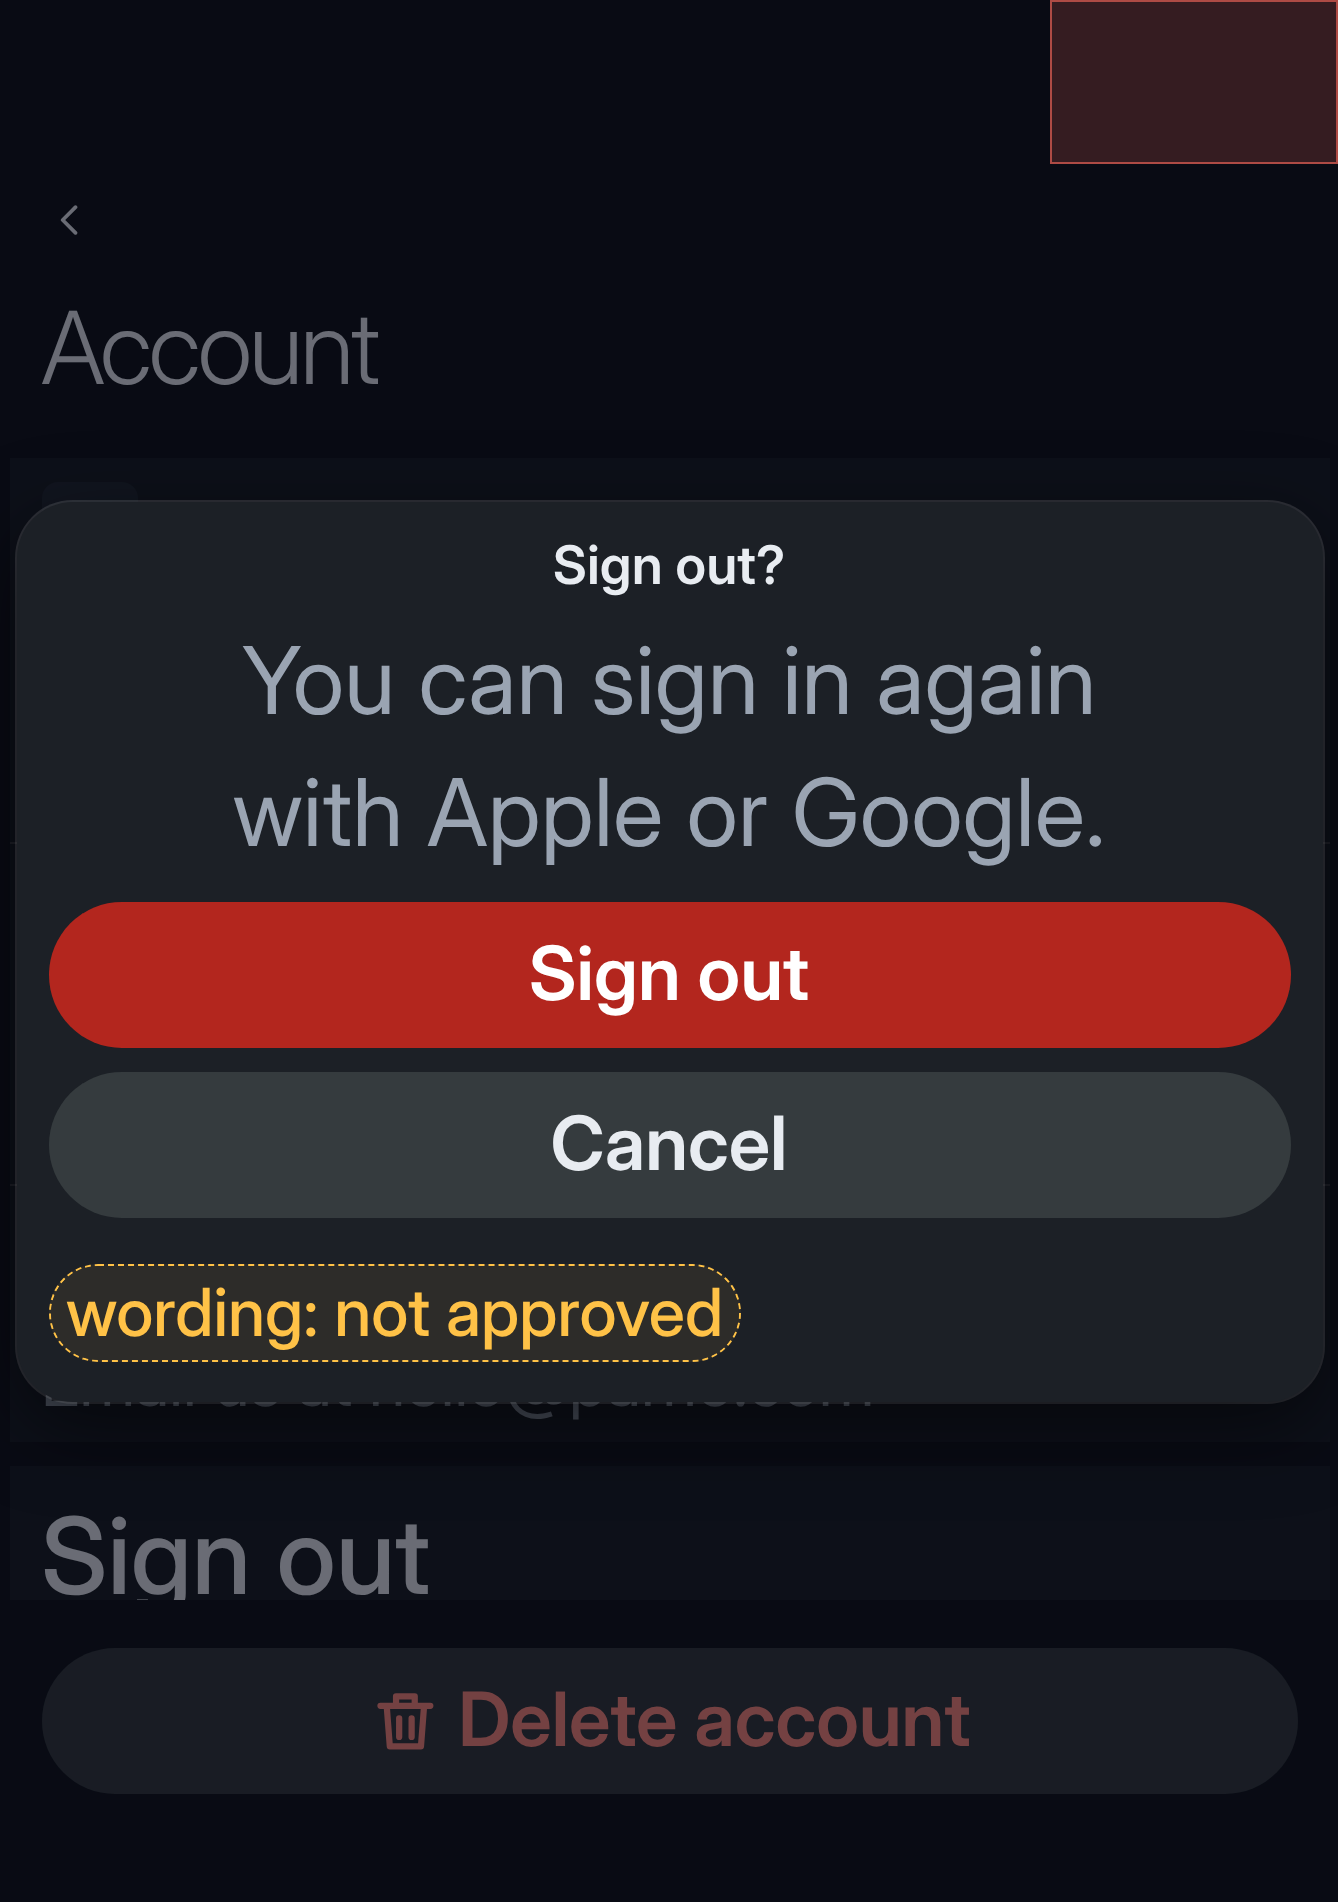 Account
Sign out?
You can sign in again
with Apple or Google.
Sign out
Cancel
wording: not approved
Sign out
Delete account